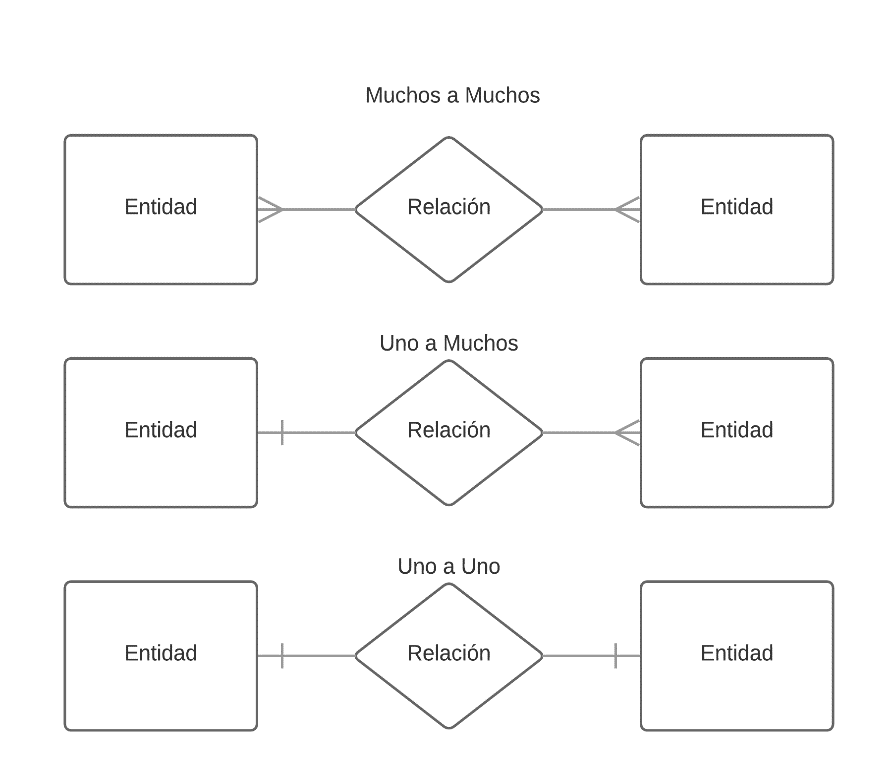 Muchos a Muchos
Entidad
Relación
Entidad
Uno a Muchos
Entidad
Relación
Entidad
Uno a Uno
Entidad
Relación
Entidad